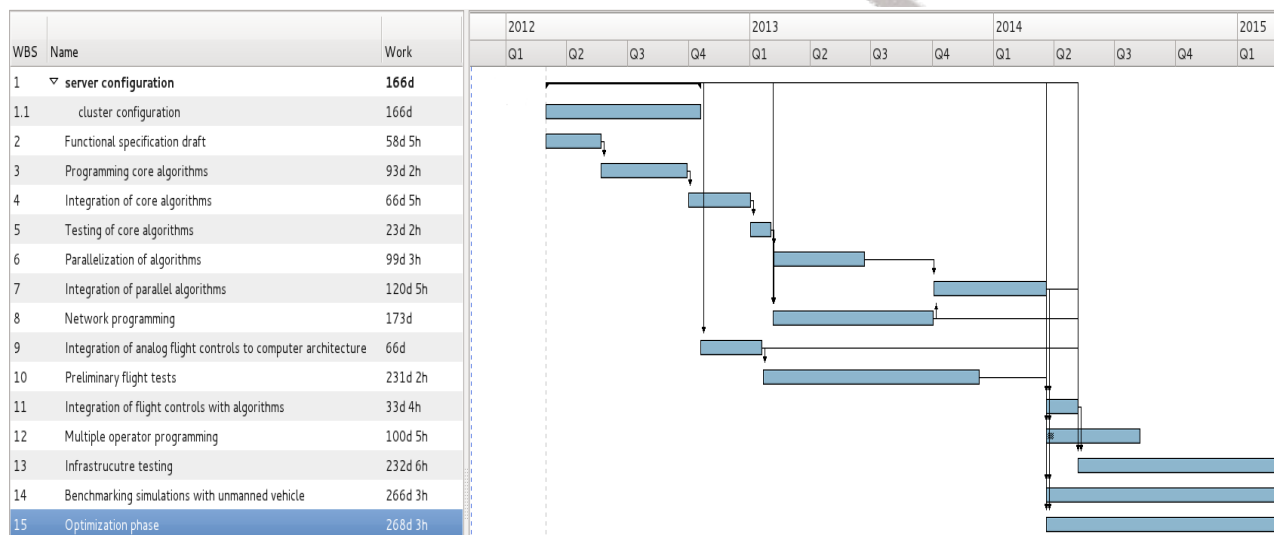 2012 2013 2014 2015
WBS Name Work Q1 Q2 Q3 Q4 Q1 Q2 Q3 Q4 Q1 Q2 Q3 Q4 Q1
1 server configuration 166d
1.1 cluster configuration 166d
2 Functional specification draft 58d 5h
3 Programming core algorithms 93d 2h
4 Integration of core algorithms 66d 5h
5 Testing of core algorithms 23d 2h
6 Parallelization of algorithms 99d 3h
7 Integration of parallel algorithms 120d 5h
8 Network programming 173d
9 Integration of analog flight controls to computer architecture 66d
10 Preliminary flight tests 231d 2h
11 Integration of flight controls with algorithms 33d 4h
12 Multiple operator programming 100d 5h
13 Infrastrucutre testing 232d 6h
14 Benchmarking simulations with unmanned vehicle 266d 3h
15 Optimization phase 268d 3h